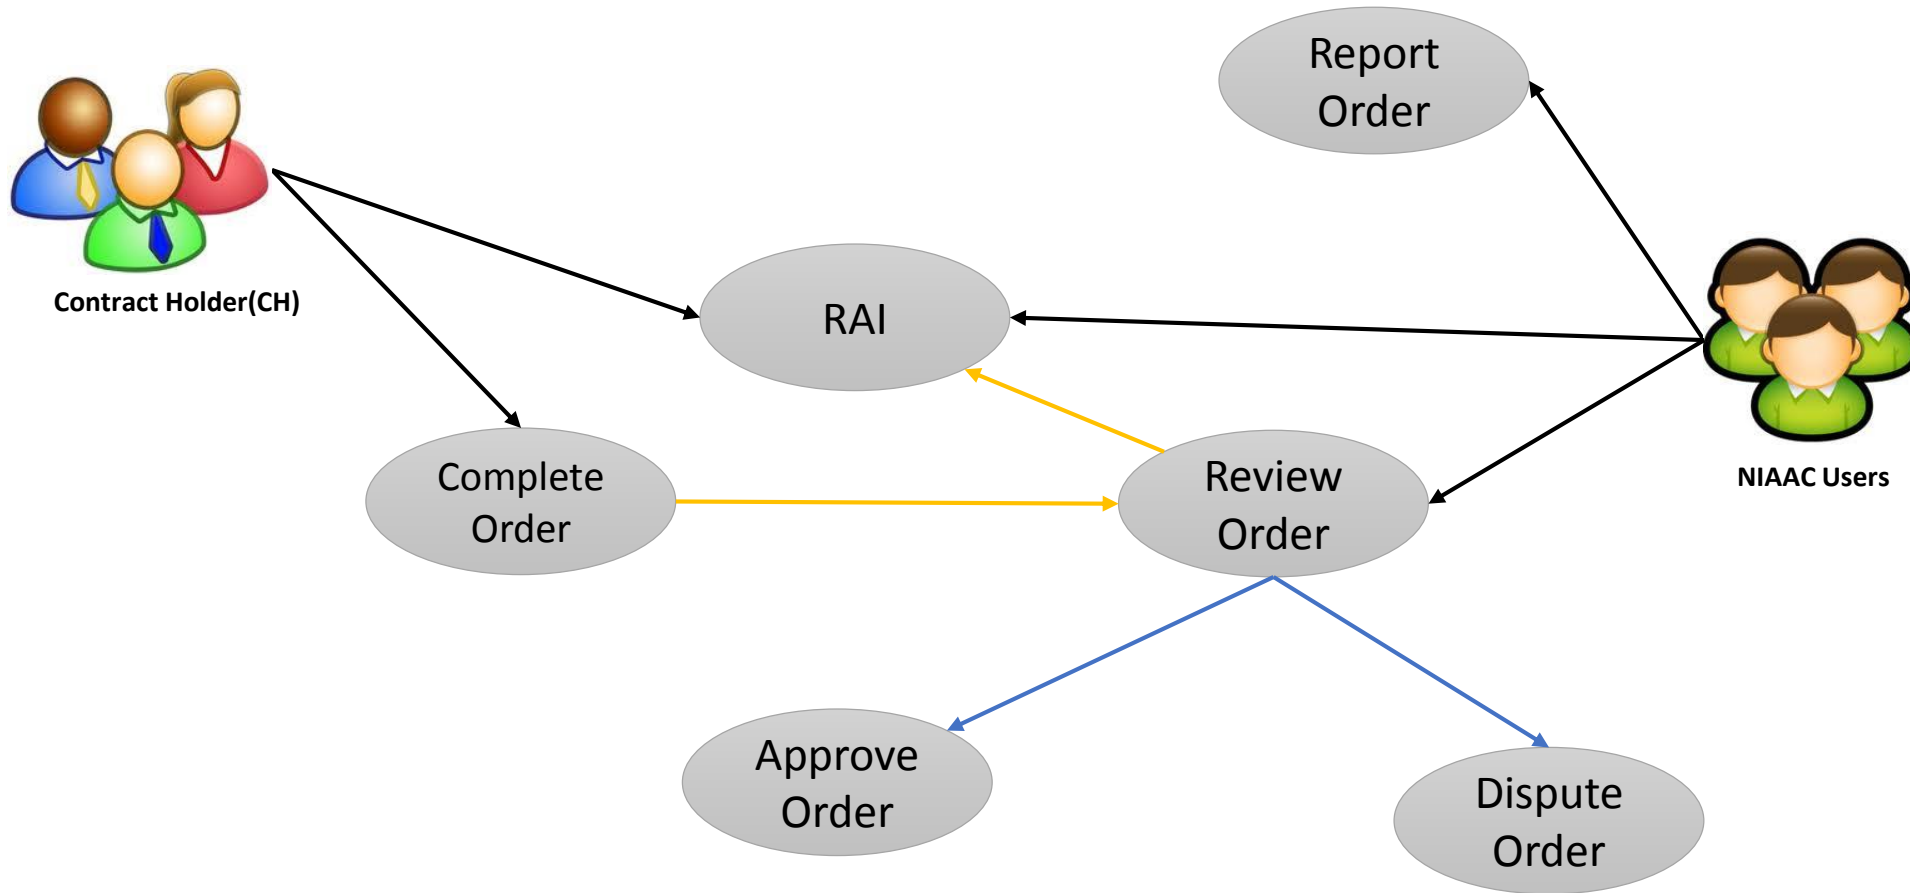 Report
Order
Contract Holder(CH)
RAI
Complete
Order
Review
Order
NIAAC Users
Approve
Order
Dispute
Order